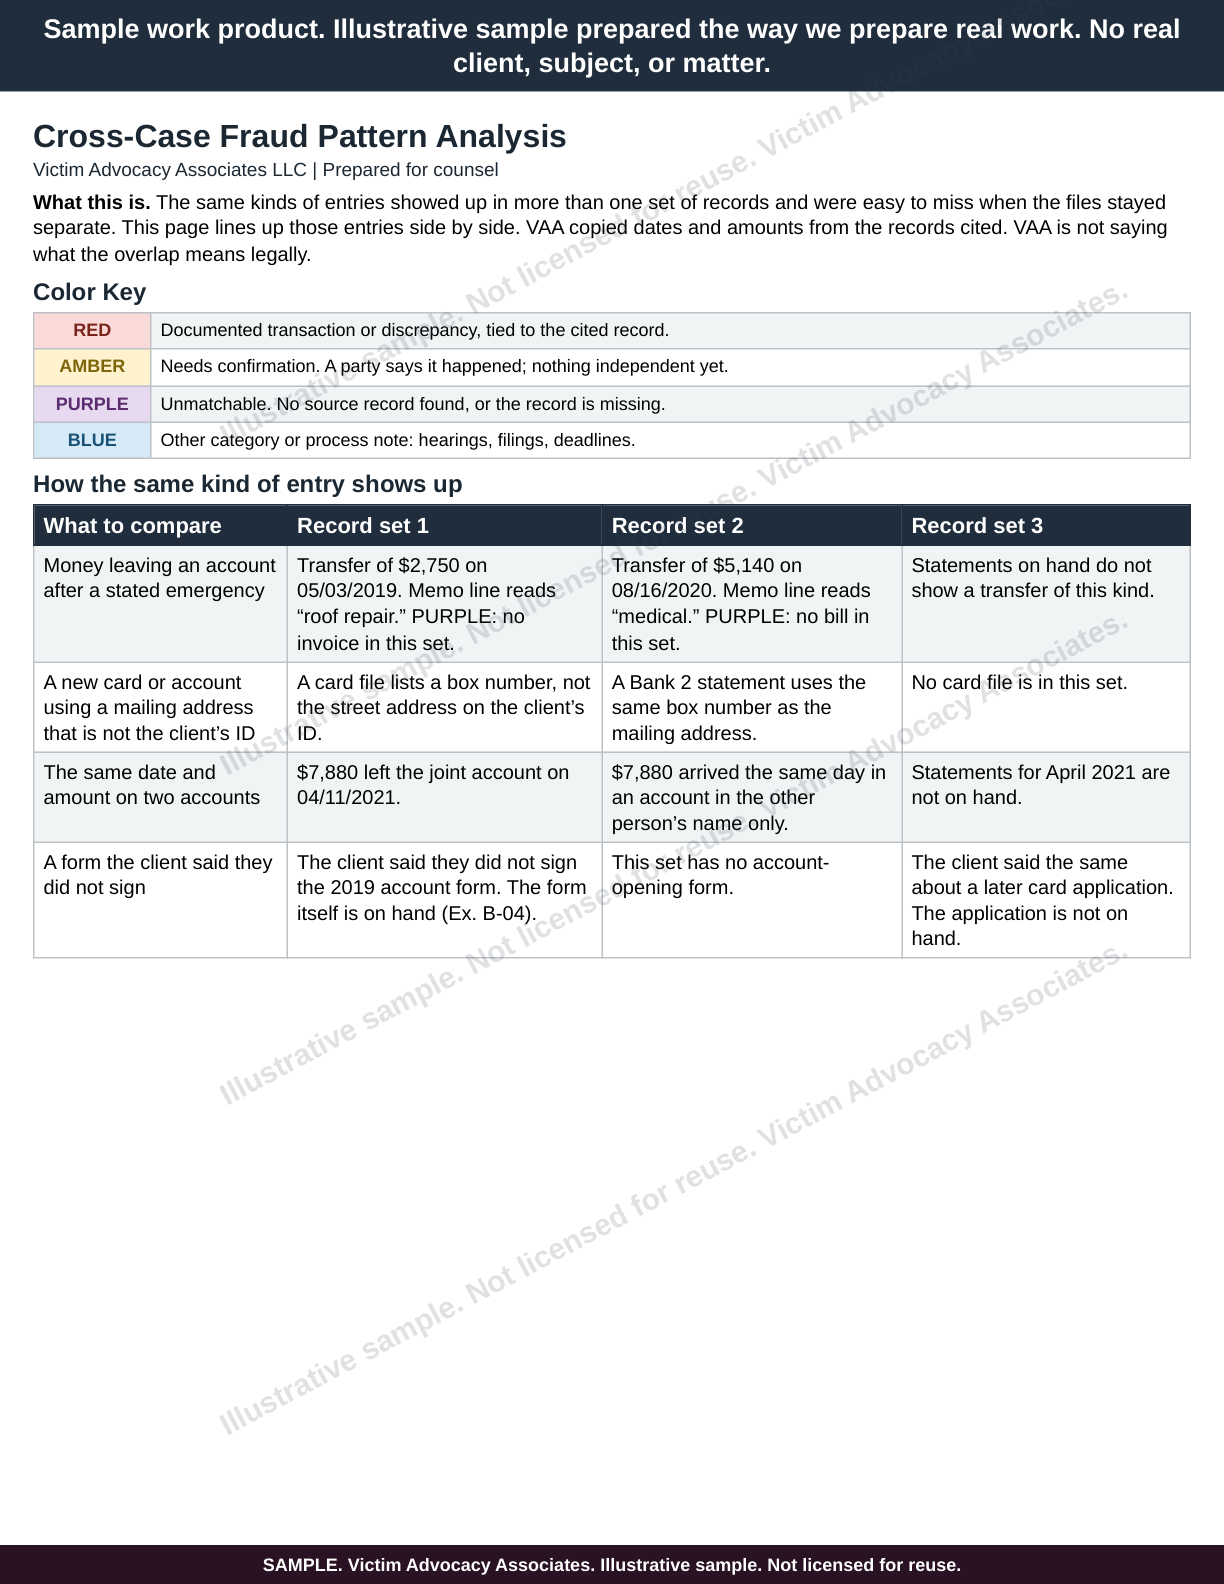 Sample work product. Illustrative sample prepared the way we prepare real work. No real
client, subject, or matter.
Cross-Case Fraud Pattern Analysis
Victim Advocacy Associates LLC | Prepared for counsel
What this is. The same kinds of entries showed up in more than one set of records and were easy to miss when the files stayed
separate. This page lines up those entries side by side. VAA copied dates and amounts from the records cited. VAA is not saying
what the overlap means legally.
Color Key
RED Documented transaction or discrepancy, tied to the cited record.
AMBER Needs confirmation. A party says it happened; nothing independent yet.
PURPLE Unmatchable. No source record found, or the record is missing.
BLUE Other category or process note: hearings, filings, deadlines.
How the same kind of entry shows up
What to compare Record set 1 Record set 2 Record set 3
Money leaving an account
after a stated emergency
Transfer of $2,750 on
05/03/2019. Memo line reads
“roof repair.” PURPLE: no
invoice in this set.
Transfer of $5,140 on
08/16/2020. Memo line reads
“medical.” PURPLE: no bill in
this set.
Statements on hand do not
show a transfer of this kind.
A new card or account
using a mailing address
that is not the client’s ID
A card file lists a box number, not
the street address on the client’s
ID.
A Bank 2 statement uses the
same box number as the
mailing address.
No card file is in this set.
The same date and
amount on two accounts
$7,880 left the joint account on
04/11/2021.
$7,880 arrived the same day in
an account in the other
person’s name only.
Statements for April 2021 are
not on hand.
A form the client said they
did not sign
The client said they did not sign
the 2019 account form. The form
itself is on hand (Ex. B-04).
This set has no account-
opening form.
The client said the same
about a later card application.
The application is not on
hand.
Illustrative sample. Not licensed for reuse. Victim Advocacy Associates.
Illustrative sample. Not licensed for reuse. Victim Advocacy Associates.
Illustrative sample. Not licensed for reuse. Victim Advocacy Associates.
Illustrative sample. Not licensed for reuse. Victim Advocacy Associates.
SAMPLE. Victim Advocacy Associates. Illustrative sample. Not licensed for reuse.